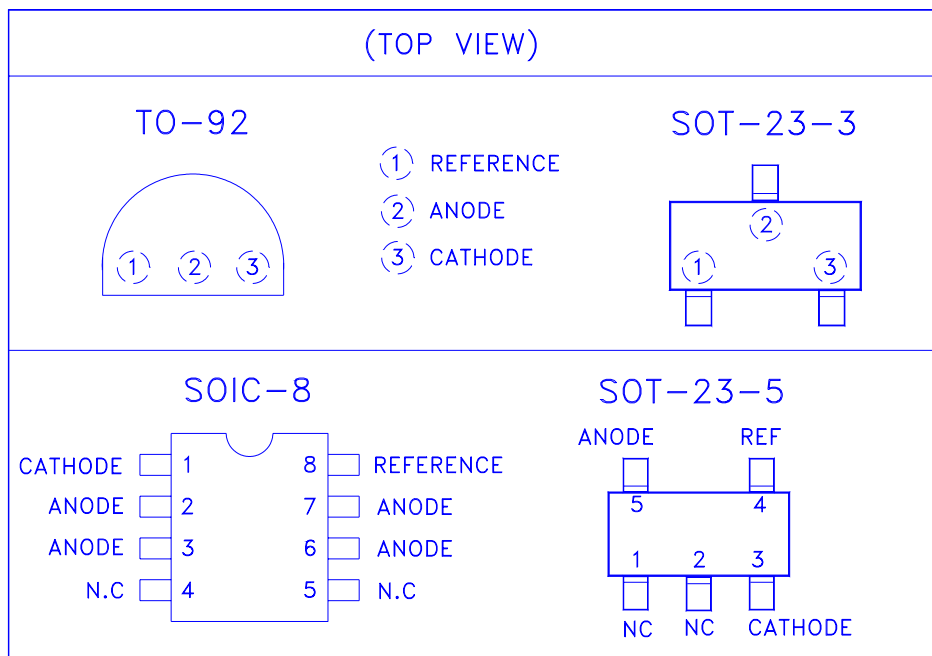 (TOP VIEW)
TO-92
1 REFERENCE
2 ANODE
3 CATHODE
1 2 3
SOT-23-3
2
1 3
SOIC-8
CATHODE 1 8 REFERENCE
ANODE 2 7 ANODE
ANODE 3 6 ANODE
N.C 4 5 N.C
SOT-23-5
ANODE REF
5 4
1 2 3
NC NC CATHODE